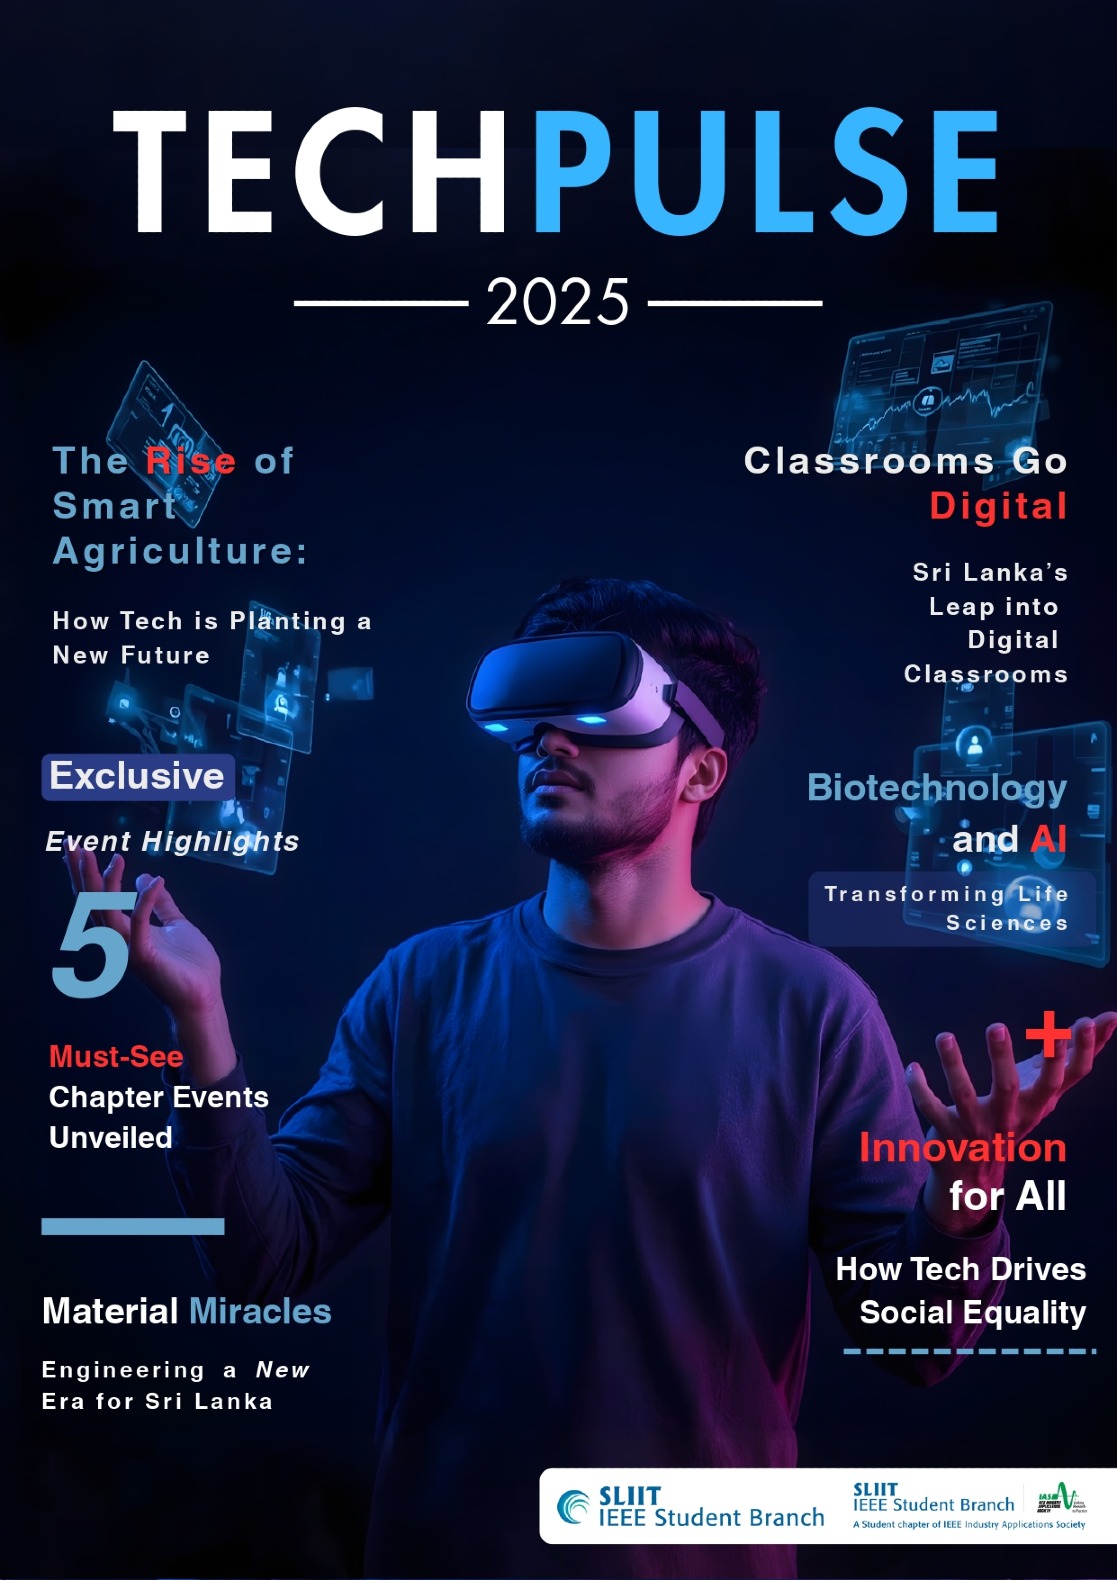 TECHPULSE
2025
The Rise of
Smart
Agriculture:
How Tech is Planting a
New Future
Exclusive
Event Highlights
5
Must-See
Chapter Events
Unveiled
Material Miracles
Engineering a New
Era for Sri Lanka
Classrooms Go
Digital
Sri Lanka’s
Leap into
Digital
Classrooms
Biotechnology
and AI
Transforming Life
Sciences
+
Innovation
for All
How Tech Drives
Social Equality
SLIIT
IEEE Student Branch
SLIIT
IEEE Student Branch
A Student chapter of IEEE Industry Applications Society
IAS